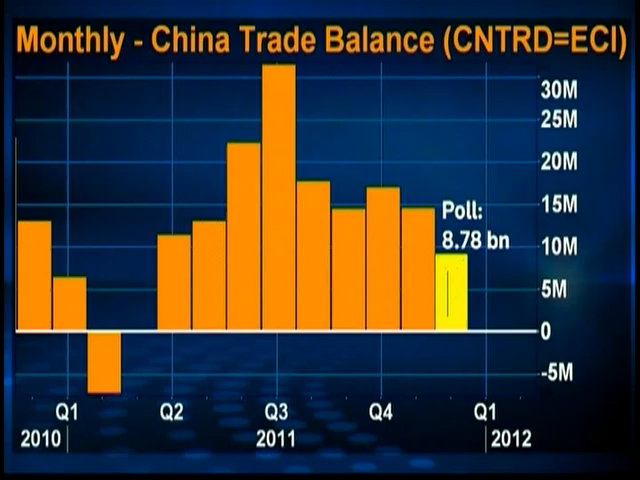 Monthly - China Trade Balance (CNTRD=ECI)
30M
25M
20M
15M
Poll:
8.78 bn
10M
5M
0
-5M
Q1 Q2 Q3 Q4 Q1
2010 2011 2012